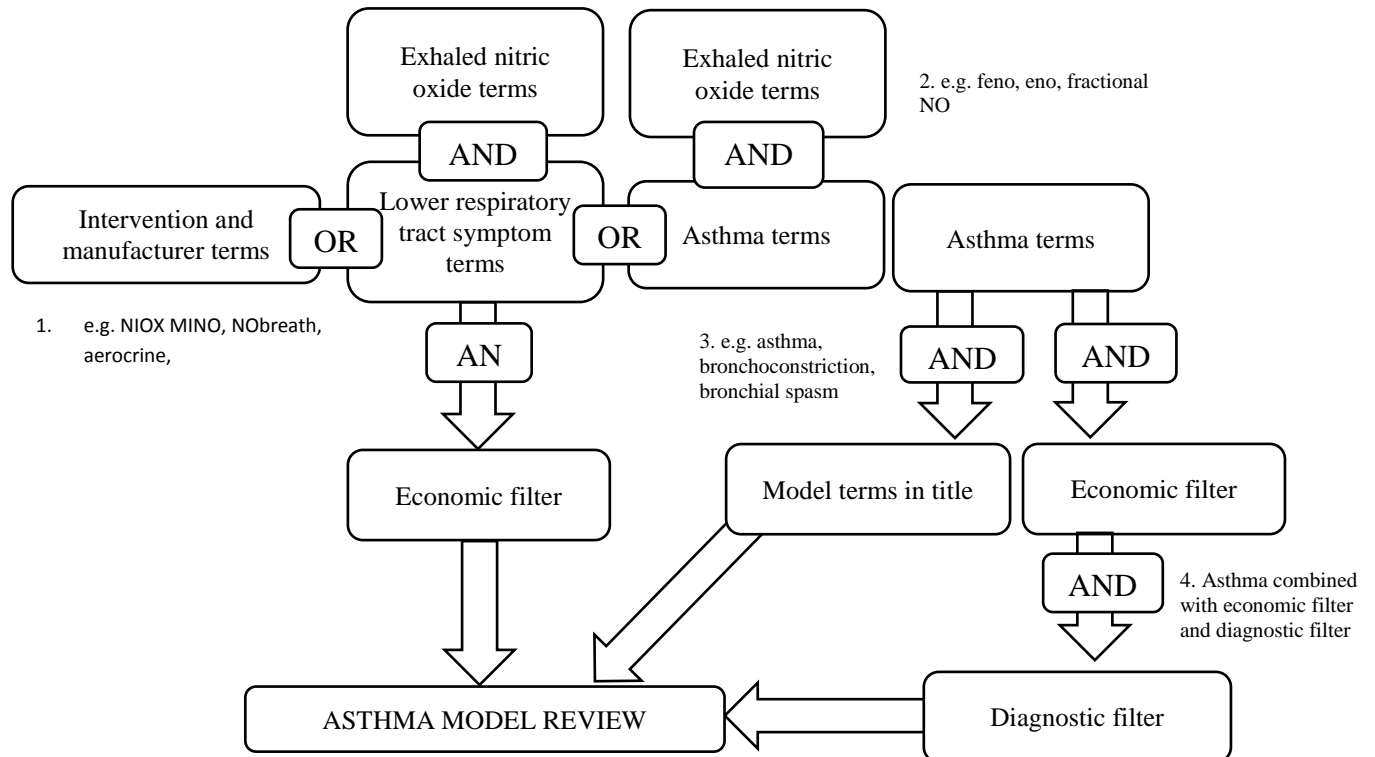 Exhaled nitric
oxide terms
Exhaled nitric
oxide terms
2. e.g. feno, eno, fractional
NO
AND
AND
Intervention and
manufacturer terms
OR
Lower respiratory
tract symptom
terms
OR
Asthma terms
Asthma terms
1. e.g. NIOX MINO, NObreath,
aerocrine,
AN
3. e.g. asthma,
bronchoconstriction,
bronchial spasm
AND
AND
Economic filter
Model terms in title
Economic filter
AND
4. Asthma combined
with economic filter
and diagnostic filter
ASTHMA MODEL REVIEW
Diagnostic filter